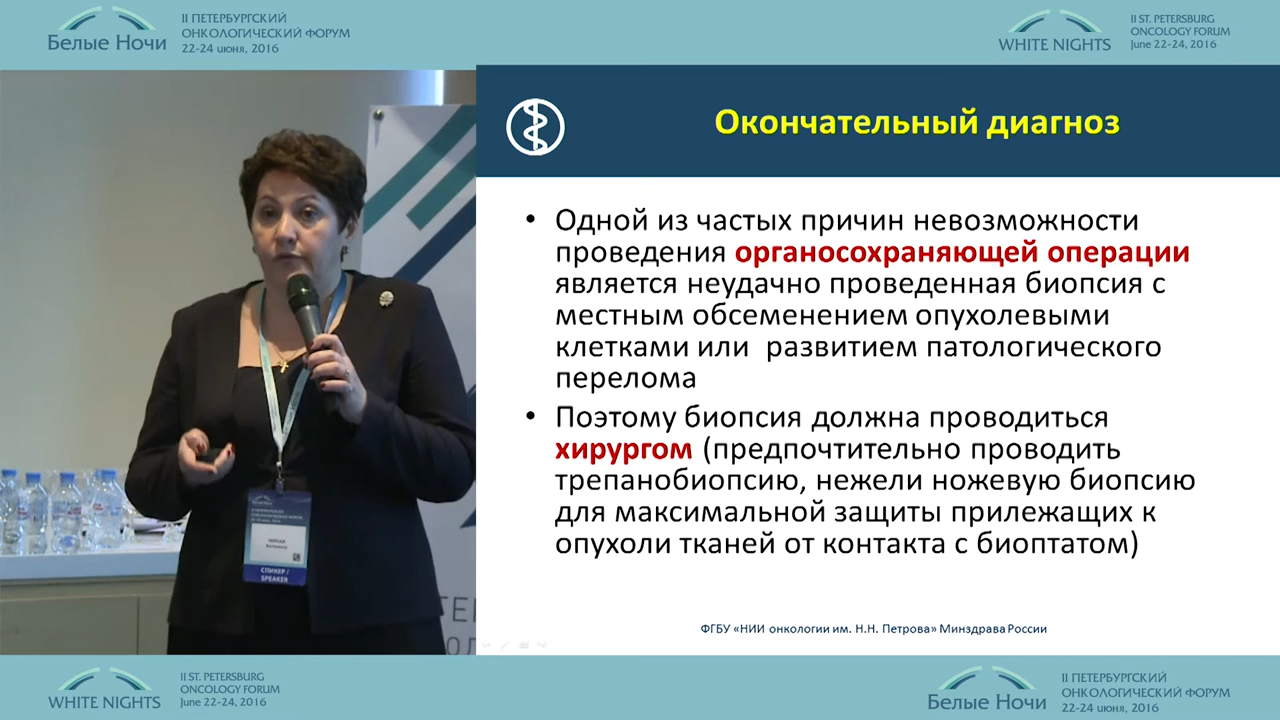 II ПЕТЕРБУРГСКИЙ
ОНКОЛОГИЧЕСКИЙ ФОРУМ
Белые Ночи
22-24 июня, 2016
II ST. PETERSBURG
ONCOLOGY FORUM
WHITE NIGHTS
June 22-24, 2016
Окончательный диагноз
• Одной из частых причин невозможности
проведения органосохраняющей операции
является неудачно проведенная биопсия с
местным обсеменением опухолевыми
клетками или развитием патологического
перелома
• Поэтому биопсия должна проводиться
хирургом (предпочтительно проводить
трепанобиопсию, нежели ножевую биопсию
для максимальной защиты прилежащих к
опухоли тканей от контакта с биоптатом)
ФГБУ «НИИ онкологии им. Н.Н. Петрова» Минздрава России
СПИКЕР /
SPEAKER
II ST. PETERSBURG
ONCOLOGY FORUM
WHITE NIGHTS
June 22-24, 2016
II ПЕТЕРБУРГСКИЙ
ОНКОЛОГИЧЕСКИЙ ФОРУМ
Белые Ночи
22-24 июня, 2016